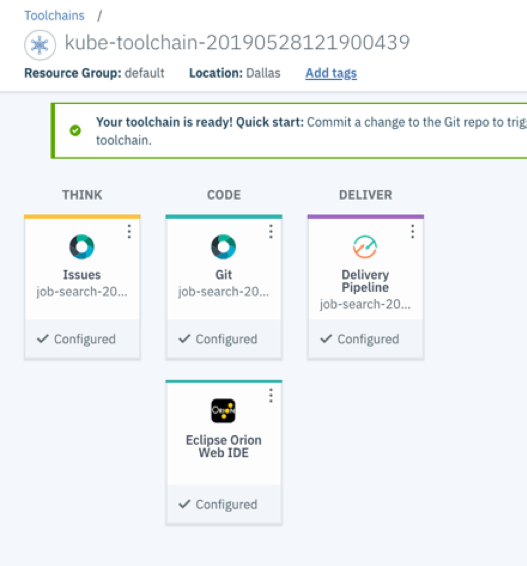 Toolchains /
kube-toolchain-20190528121900439
Resource Group: default Location: Dallas Add tags
Your toolchain is ready! Quick start: Commit a change to the Git repo to trig
toolchain.
THINK CODE DELIVER
Issues
job-search-20...
Configured
Git
job-search-20...
Configured
Delivery
Pipeline
job-search-20...
Configured
ORION
Eclipse Orion
Web IDE
Configured